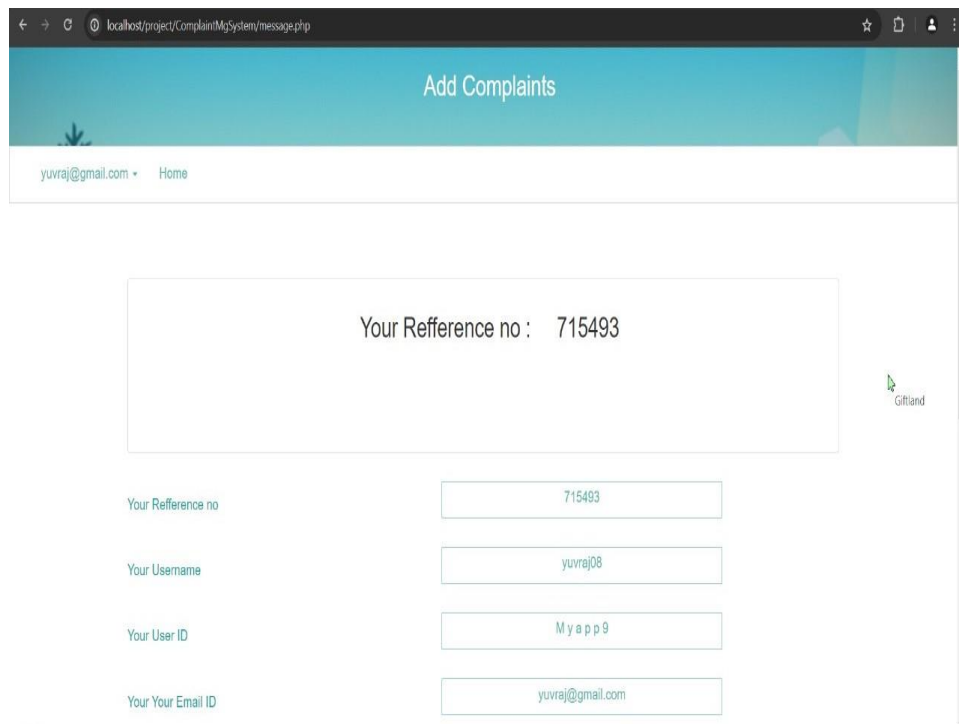 localhost/project/ComplaintMgSystem/message.php
Add Complaints
yuvraj@gmail.com Home
Your Refference no : 715493
Giftland
Your Refference no 715493
Your Username yuvraj08
Your User ID M y a p p 9
Your Your Email ID yuvraj@gmail.com